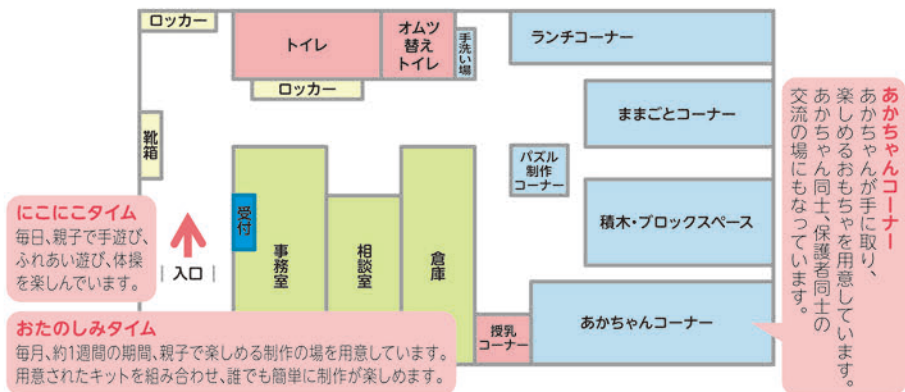 ロッカー
トイレ
オムツ
替え
トイレ
手洗い場
ランチコーナー
ロッカー
靴箱
ままごとコーナー
パズル
制作
コーナー
積木・ブロックスペース
受付
事務室
相談室
倉庫
入口
授乳
コーナー
あかちゃんコーナー
にこにこタイム
毎日、親子で手遊び、
ふれあい遊び、体操
を楽しんでいます。
おたのしみタイム
毎月、約1週間の期間、親子で楽しめる制作の場を用意しています。
用意されたキットを組み合わせ、誰でも簡単に制作が楽しめます。
あかちゃんコーナー
あかちゃんが手に取り、
楽しめるおもちゃを用意しています。
あかちゃん同士、保護者同士の
交流の場にもなっています。